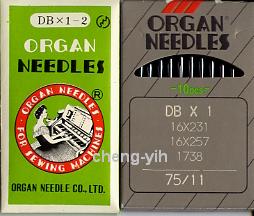 DB×1-2
ORGAN
NEEDLES
ORGAN NEEDLES
FOR SEWING MACHINES
®
ORGAN NEEDLE CO., LTD.
ORGAN
NEEDLES
-10pcs-
DB X 1
16X231
16X257
1738
75/11
cheng-yih